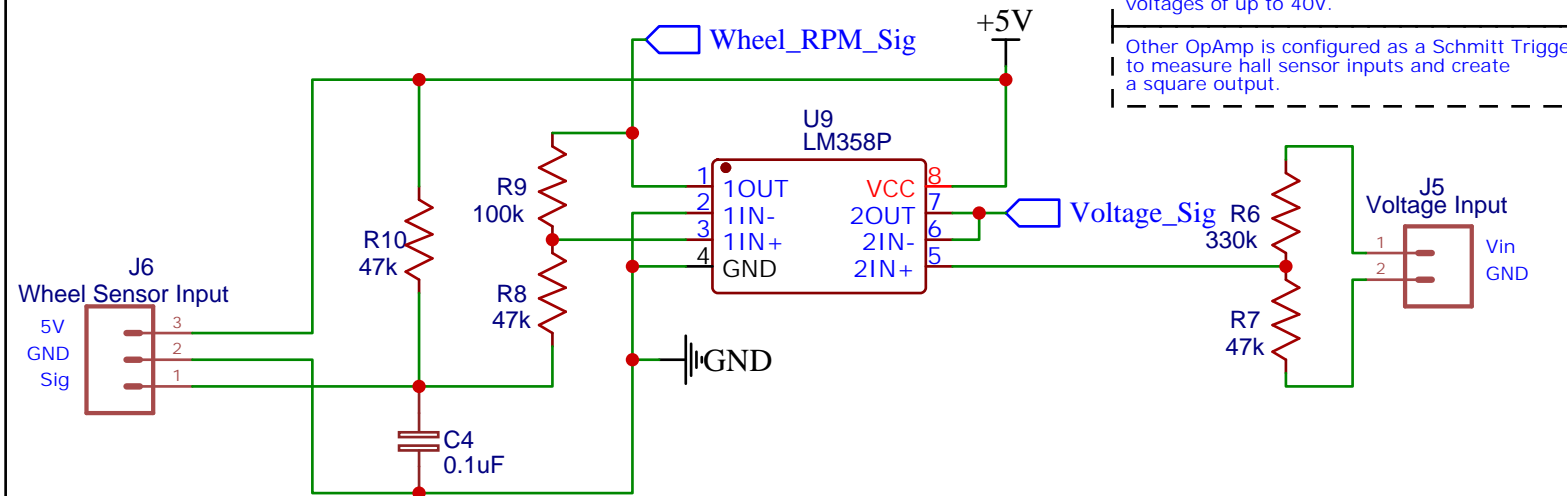 voltages of up to 40V.
Other OpAmp is configured as a Schmitt Trigge
to measure hall sensor inputs and create
a square output.
+5V
Wheel_RPM_Sig
U9
LM358P
1 1OUT
2 1IN-
3 1IN+
4 GND
VCC 8
2OUT 7
2IN- 6
2IN+ 5
Voltage_Sig
R9
100k
R10
47k
R8
47k
J6
Wheel Sensor Input
5V 3
GND 2
Sig 1
C4
0.1uF
GND
R6
330k
R7
47k
J5
Voltage Input
1 Vin
2 GND